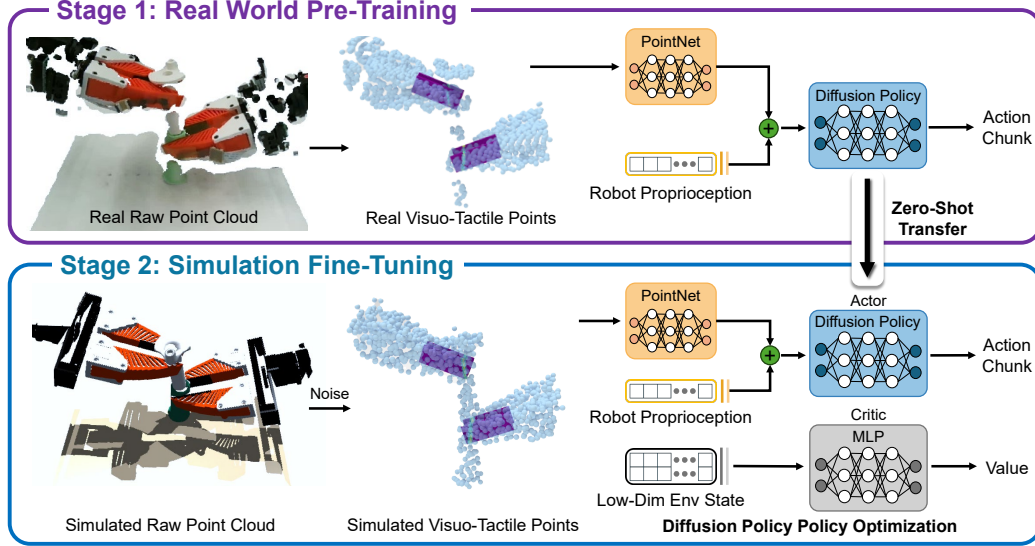 Stage 1: Real World Pre-Training
PointNet
Diffusion Policy
Action
Chunk
Robot Proprioception
Real Raw Point Cloud
Real Visuo-Tactile Points
Zero-Shot
Transfer
Stage 2: Simulation Fine-Tuning
PointNet
Actor
Diffusion Policy
Action
Chunk
Noise
Robot Proprioception
Critic
MLP
Value
Low-Dim Env State
Simulated Raw Point Cloud
Simulated Visuo-Tactile Points
Diffusion Policy Policy Optimization